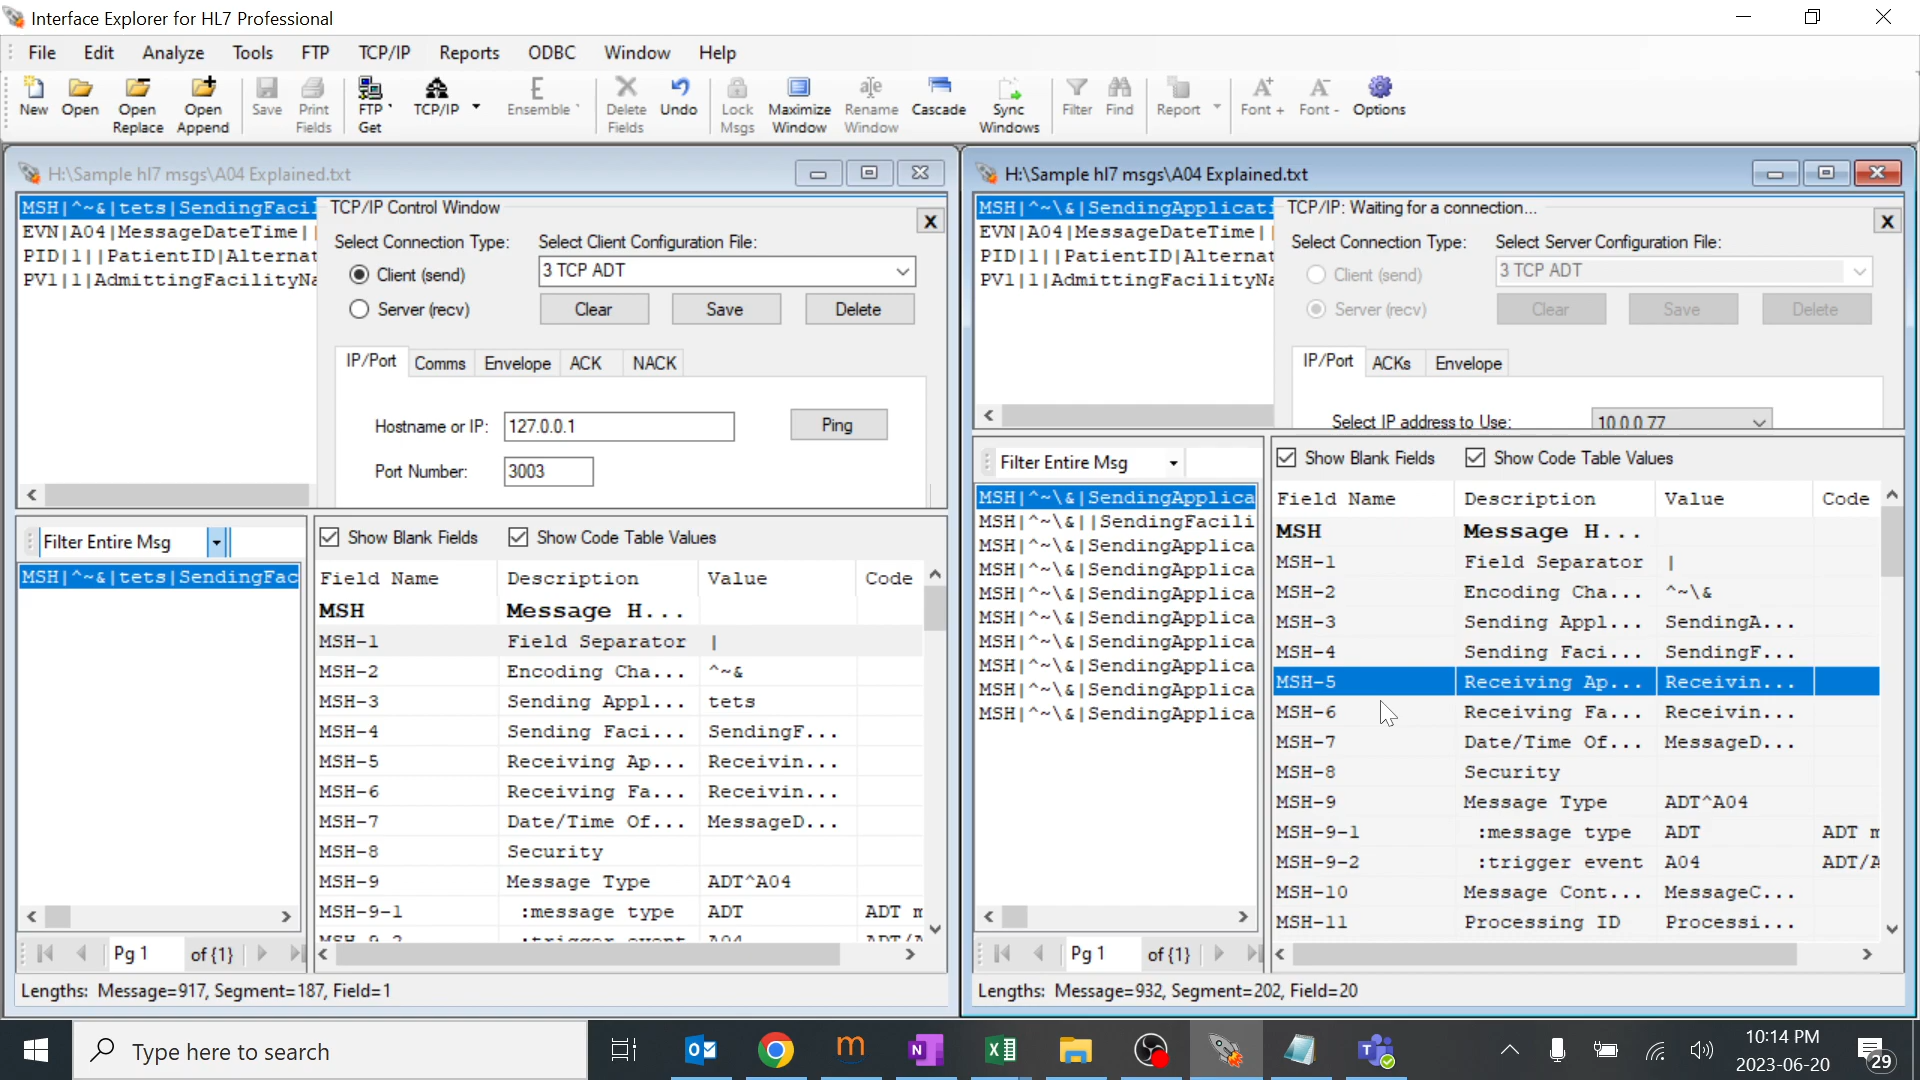 Interface Explorer for HL7 Professional
File Edit Analyze Tools FTP TCP/IP Reports ODBC Window Help
New Open Open Replace Open Append Save Print Fields FTP Get TCP/IP Ensemble Delete Fields Undo Lock Msgs Maximize Window Rename Window Cascade Sync Windows Filter Find Report Font + Font - Options
H:\Sample hl7 msgs\A04 Explained.txt
MSH|^~&|tets|SendingFacil
EVN|A04|MessageDateTime|
PID|1||PatientID|Alternat
PV1|1|AdmittingFacilityNa
TCP/IP Control Window
X
Select Connection Type: Select Client Configuration File:
Client (send) 3 TCP ADT
Server (recv) Clear Save Delete
IP/Port Comms Envelope ACK NACK
Hostname or IP: 127.0.0.1 Ping
Port Number: 3003
Filter Entire Msg
MSH|^~&|tets|SendingFac
Pg 1 of {1}
Show Blank Fields Show Code Table Values
Field Name Description Value Code
MSH Message H...
MSH-1 Field Separator |
MSH-2 Encoding Cha... ^~&
MSH-3 Sending Appl... tets
MSH-4 Sending Faci... SendingF...
MSH-5 Receiving Ap... Receivin...
MSH-6 Receiving Fa... Receivin...
MSH-7 Date/Time Of... MessageD...
MSH-8 Security
MSH-9 Message Type ADT^A04
MSH-9-1 :message type ADT ADT m
MSH-9-2 :trigger event A04 ADT/A
Lengths: Message=917, Segment=187, Field=1
H:\Sample hl7 msgs\A04 Explained.txt
MSH|^~\&|SendingApplicati
EVN|A04|MessageDateTime|
PID|1||PatientID|Alternat
PV1|1|AdmittingFacilityNa
TCP/IP: Waiting for a connection...
X
Select Connection Type: Select Server Configuration File:
Client (send) 3 TCP ADT
Server (recv) Clear Save Delete
IP/Port ACKs Envelope
Select IP address to Use: 10.0.0.77
Filter Entire Msg
MSH|^~\&|SendingApplica
MSH|^~\&||SendingFacili
MSH|^~\&|SendingApplica
MSH|^~\&|SendingApplica
MSH|^~\&|SendingApplica
MSH|^~\&|SendingApplica
MSH|^~\&|SendingApplica
MSH|^~\&|SendingApplica
MSH|^~\&|SendingApplica
MSH|^~\&|SendingApplica
Pg 1 of {1}
Show Blank Fields Show Code Table Values
Field Name Description Value Code
MSH Message H...
MSH-1 Field Separator |
MSH-2 Encoding Cha... ^~\&
MSH-3 Sending Appl... SendingA...
MSH-4 Sending Faci... SendingF...
MSH-5 Receiving Ap... Receivin...
MSH-6 Receiving Fa... Receivin...
MSH-7 Date/Time Of... MessageD...
MSH-8 Security
MSH-9 Message Type ADT^A04
MSH-9-1 :message type ADT ADT m
MSH-9-2 :trigger event A04 ADT/A
MSH-10 Message Cont... MessageC...
MSH-11 Processing ID Processi...
Lengths: Message=932, Segment=202, Field=20
Type here to search
10:14 PM
2023-06-20
29